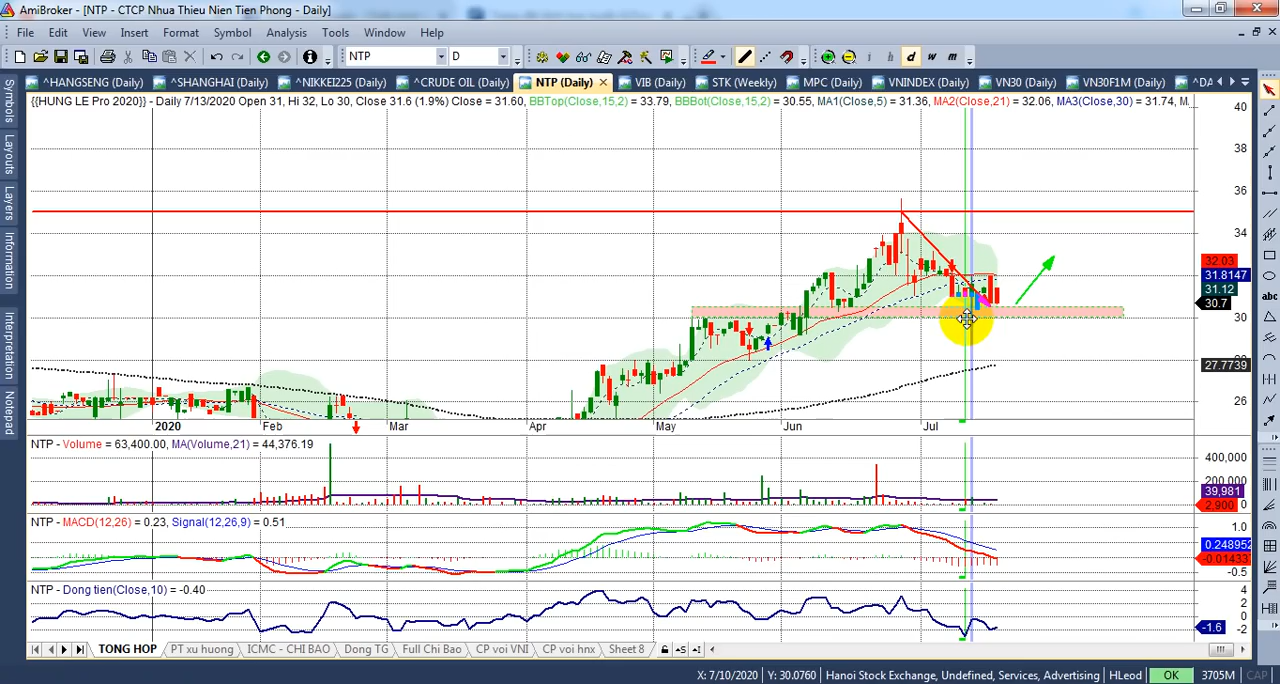 AmiBroker - [NTP - CTCP Nhua Thieu Nien Tien Phong - Daily]
File Edit View Insert Format Symbol Analysis Tools Window Help
NTP D i h d w m
^HANGSENG (Daily) ^SHANGHAI (Daily) ^NIKKEI225 (Daily) ^CRUDE OIL (Daily) NTP (Daily) VIB (Daily) STK (Weekly) MPC (Daily) VNINDEX (Daily) VN30 (Daily) VN30F1M (Daily) ^DA
{{HUNG LE Pro 2020}} - Daily 7/13/2020 Open 31, Hi 32, Lo 30, Close 31.6 (1.9%) Close = 31.60, BBTop(Close,15,2) = 33.79, BBBot(Close,15,2) = 30.55, MA1(Close,5) = 31.36, MA2(Close,21) = 32.06, MA3(Close,30) = 31.74, M
Symbols
Layouts
Layers
Information
Interpretation
Notepad
abc
40
38
36
34
32.03
31.8147
31.12
30.7
30
27.7739
26
2020 Feb Mar Apr May Jun Jul
NTP - Volume = 63,400.00, MA(Volume,21) = 44,376.19
400,000
200,000
39,981
2,900 0
NTP - MACD(12,26) = 0.23, Signal(12,26,9) = 0.51
1.0
0.248952
-0.01433
-0.5
NTP - Dong tien(Close,10) = -0.40
4
2
0
-1.6 -2
TONG HOP PT xu huong ICMC - CHI BAO Dong TG Full Chi Bao CP voi VNI CP voi hnx Sheet 8
X: 7/10/2020 Y: 30.0760 Hanoi Stock Exchange, Undefined, Services, Advertising HLeod OK 3705M CAP